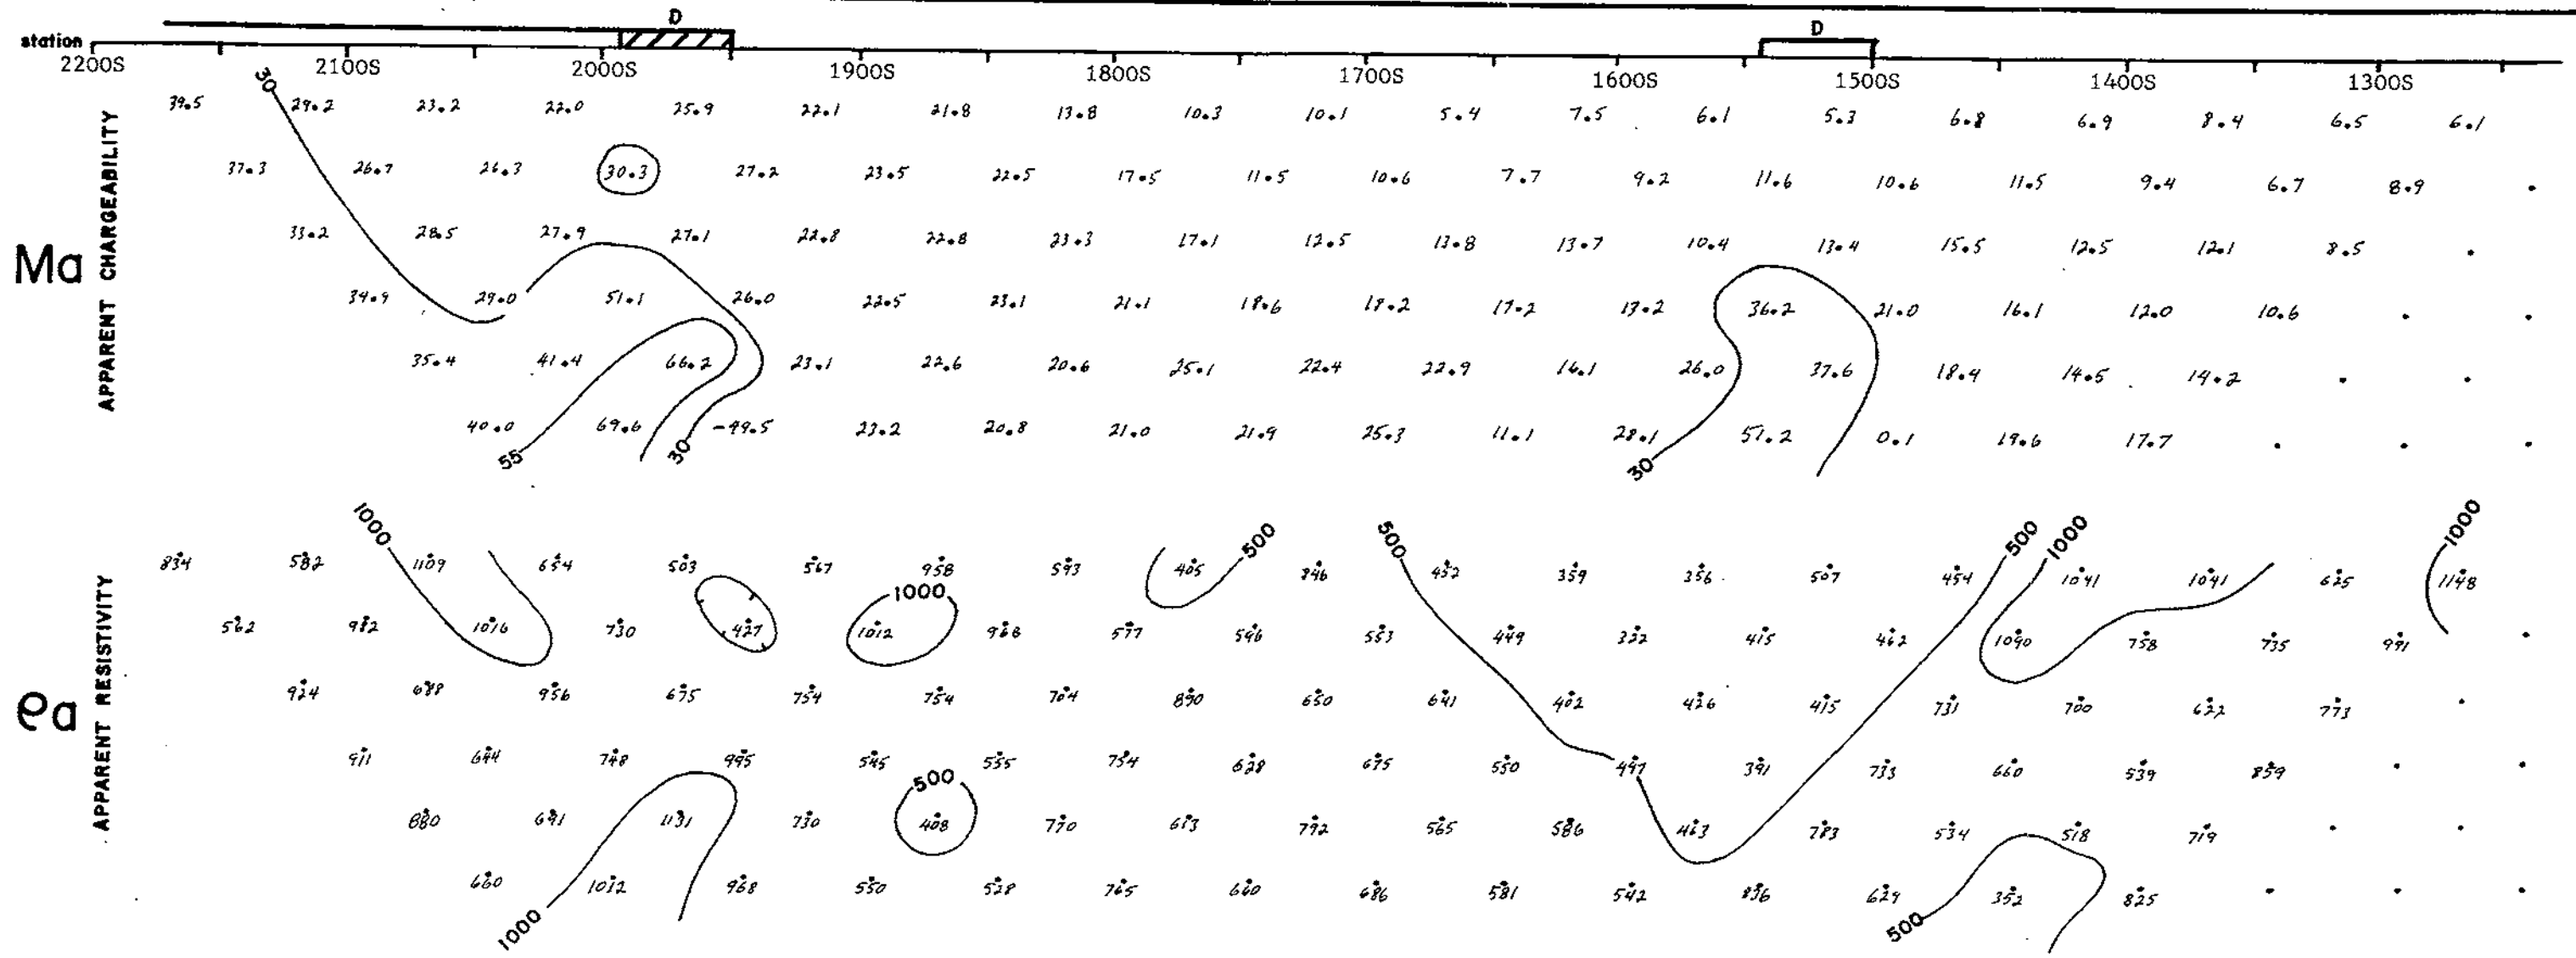 D D
station
2200S 2100S 2000S 1900S 1800S 1700S 1600S 1500S 1400S 1300S
Ma
APPARENT CHARGEABILITY
30
39.5 29.2 23.2 22.0 25.9 22.1 21.8 13.8 10.3 10.1 5.4 7.5 6.1 5.3 6.8 6.9 8.4 6.5 6.1
37.3 26.7 26.3 30.3 27.2 23.5 22.5 17.5 11.5 10.6 7.7 9.2 11.6 10.6 11.5 9.4 6.7 8.9
33.2 28.5 27.9 27.1 22.8 22.8 23.3 17.1 12.5 13.8 13.7 10.4 13.4 15.5 12.5 12.1 8.5
34.9 29.0 51.1 26.0 22.5 23.1 21.1 18.6 18.2 17.2 13.2 36.2 21.0 16.1 12.0 10.6
35.4 41.4 66.2 23.1 22.6 20.6 25.1 22.4 22.9 16.1 26.0 37.6 18.4 14.5 14.2
40.0 69.6 -49.5 23.2 20.8 21.0 21.9 25.3 11.1 28.1 51.2 0.1 19.6 17.7
55 30 30
ρa
APPARENT RESISTIVITY
1000 500 500 500 1000 1000
834 582 1109 654 503 567 958 593 405 846 452 359 356 507 454 1041 1041 625 1148
1000
562 982 1016 730 427 1012 968 577 596 553 449 322 415 462 1090 758 735 991
924 688 956 675 754 754 704 890 650 641 402 426 415 731 700 622 773
911 644 748 995 545 555 754 628 695 550 497 391 733 660 539 859
500
880 691 1131 730 408 770 613 792 565 586 463 783 534 518 719
660 1012 968 550 528 765 660 686 581 542 836 629 352 825
1000 500